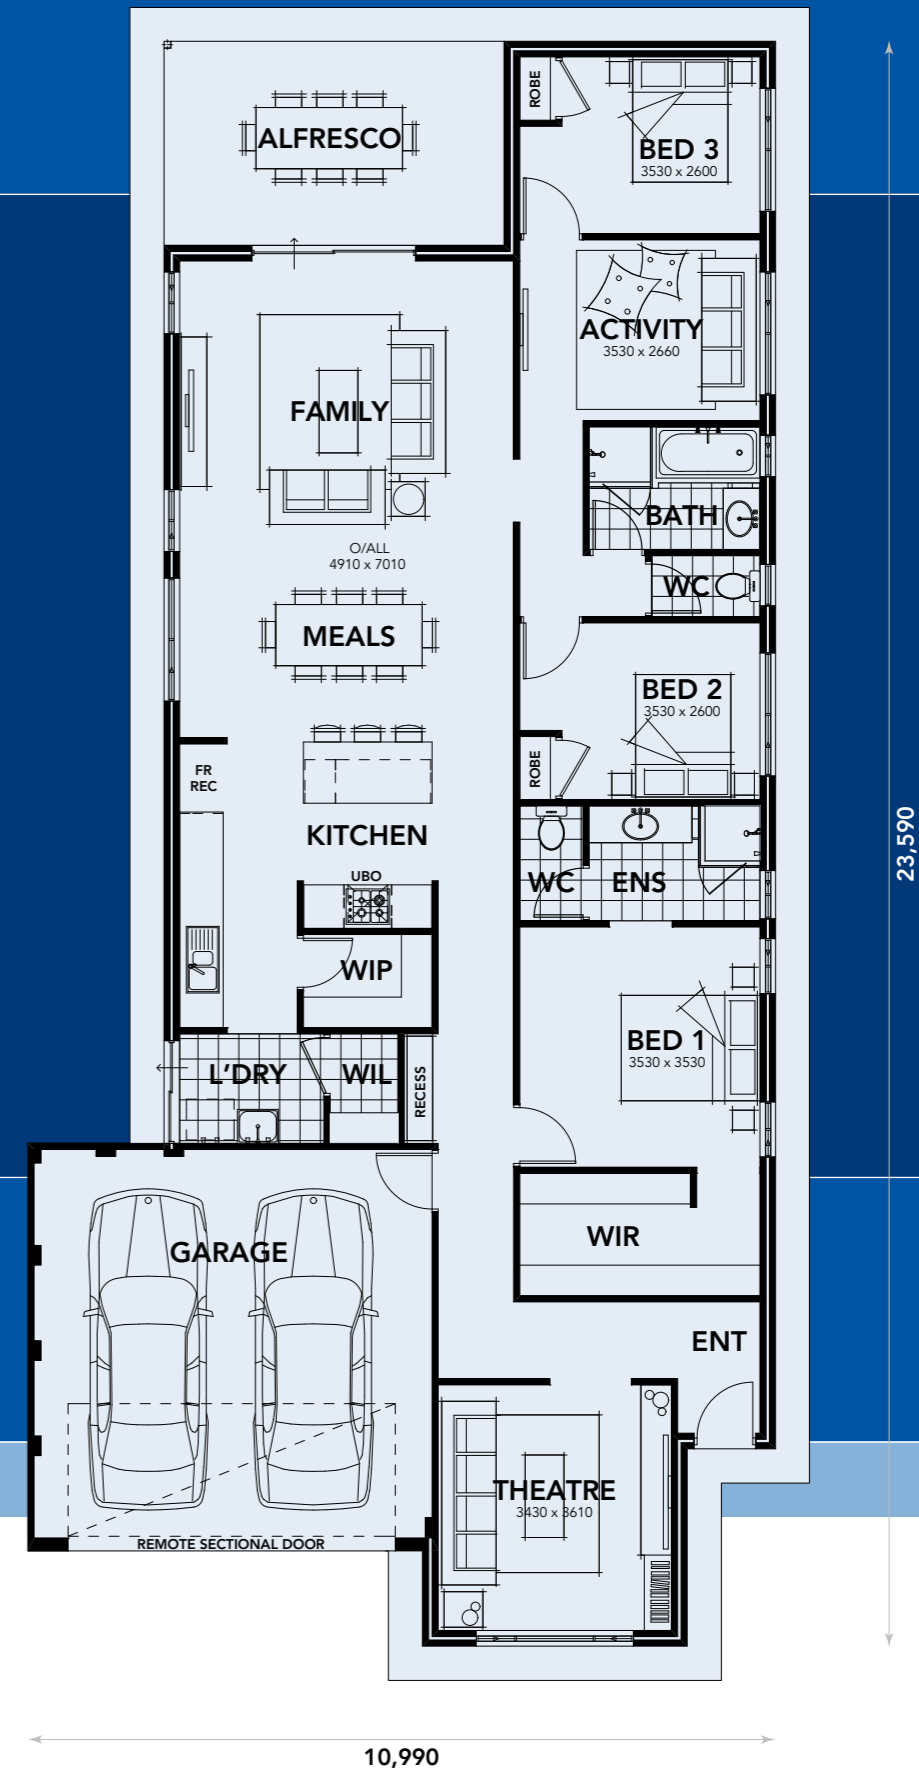 ROBE
ALFRESCO
BED 3
3530 x 2600
ACTIVITY
3530 x 2660
FAMILY
O/ALL
4910 x 7010
BATH
WC
MEALS
BED 2
3530 x 2600
ROBE
FR
REC
KITCHEN
UBO
WC
ENS
WIP
BED 1
3530 x 3530
L'DRY
WIL
RECESS
WIR
GARAGE
ENT
THEATRE
3430 x 3610
REMOTE SECTIONAL DOOR
23,590
10,990